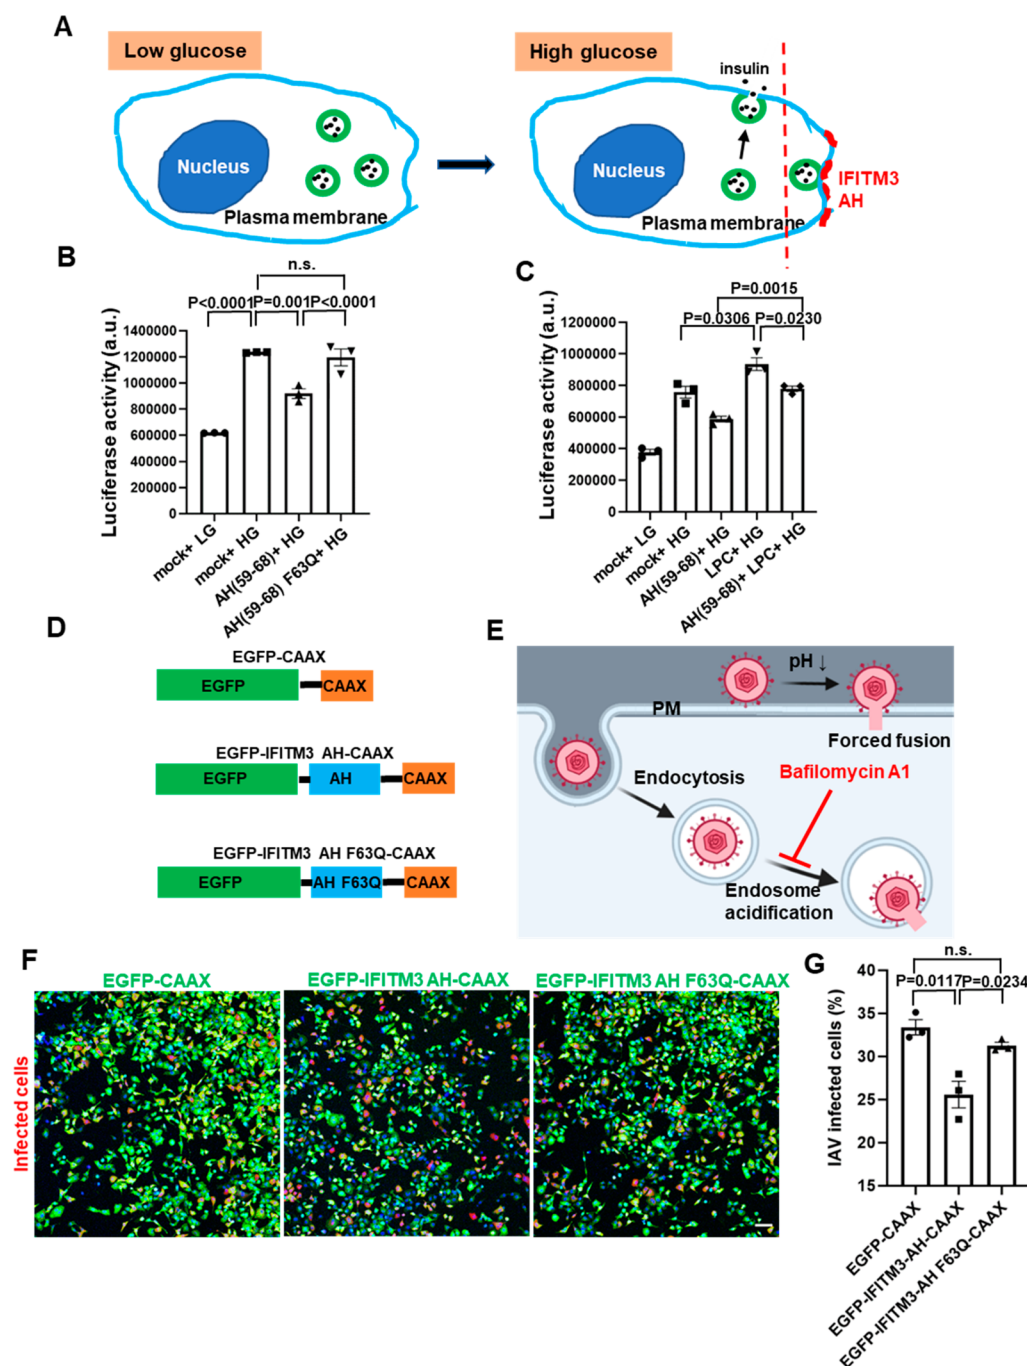 A
Low glucose
High glucose
insulin
Nucleus
Nucleus
IFITM3
AH
Plasma membrane
Plasma membrane
B
n.s.
P<0.0001
P=0.001
P<0.0001
Luciferase activity (a.u.)
1400000
1200000
1000000
800000
600000
400000
200000
0
mock+ LG
mock+ HG
AH(59-68)+ HG
AH(59-68) F63Q+ HG
C
P=0.0015
P=0.0306
P=0.0230
Luciferase activity (a.u.)
1200000
1000000
800000
600000
400000
200000
0
mock+ LG
mock+ HG
AH(59-68)+ HG
LPC+ HG
AH(59-68)+ LPC+ HG
D
EGFP-CAAX
EGFP
CAAX
EGFP-IFITM3 AH-CAAX
EGFP
AH
CAAX
EGFP-IFITM3 AH F63Q-CAAX
EGFP
AH F63Q
CAAX
E
pH ↓
PM
Forced fusion
Endocytosis
Bafilomycin A1
Endosome
acidification
F
EGFP-CAAX
EGFP-IFITM3 AH-CAAX
EGFP-IFITM3 AH F63Q-CAAX
Infected cells
G
n.s.
P=0.0117
P=0.0234
IAV infected cells (%)
40
35
30
25
20
15
EGFP-CAAX
EGFP-IFITM3-AH-CAAX
EGFP-IFITM3-AH F63Q-CAAX